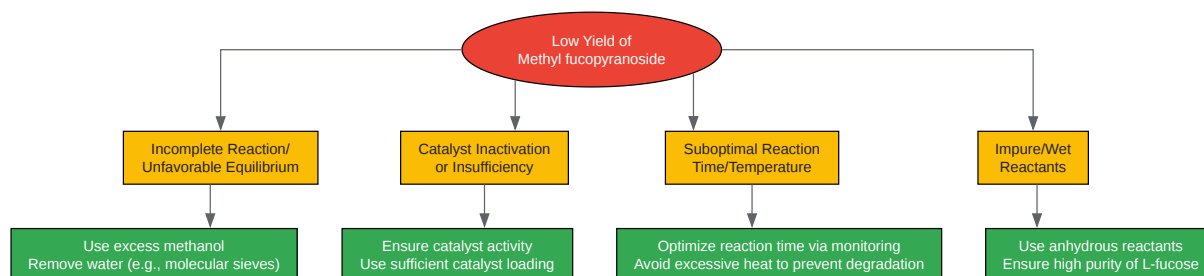 Low Yield of
Methyl fucopyranoside
Incomplete Reaction/
Unfavorable Equilibrium
Catalyst Inactivation
or Insufficiency
Suboptimal Reaction
Time/Temperature
Impure/Wet
Reactants
Use excess methanol
Remove water (e.g., molecular sieves)
Ensure catalyst activity
Use sufficient catalyst loading
Optimize reaction time via monitoring
Avoid excessive heat to prevent degradation
Use anhydrous reactants
Ensure high purity of L-fucose